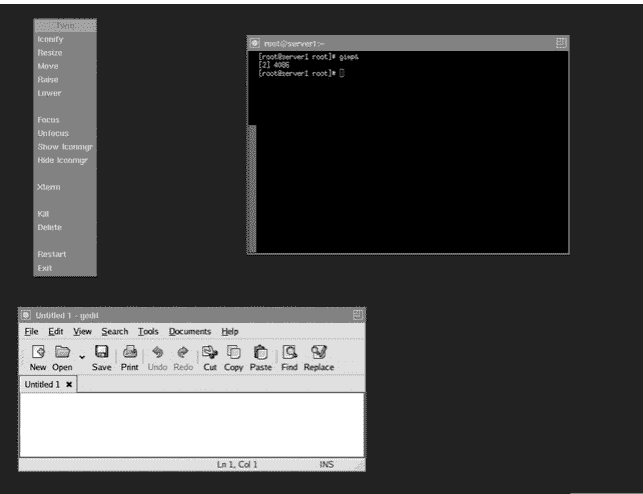 Twm
Iconify
Resize
Move
Raise
Lower
Focus
Unfocus
Show Iconmgr
Hide Iconmgr
Xterm
Kill
Delete
Restart
Exit
root@server1:~
[root@server1 root]#
[2] 4086
[root@server1 root]#
Untitled 1 - gedit
File Edit View Search Tools Documents Help
New Open Save Print Undo Redo Cut Copy Paste Find Replace
Untitled 1
Ln 1, Col 1 INS